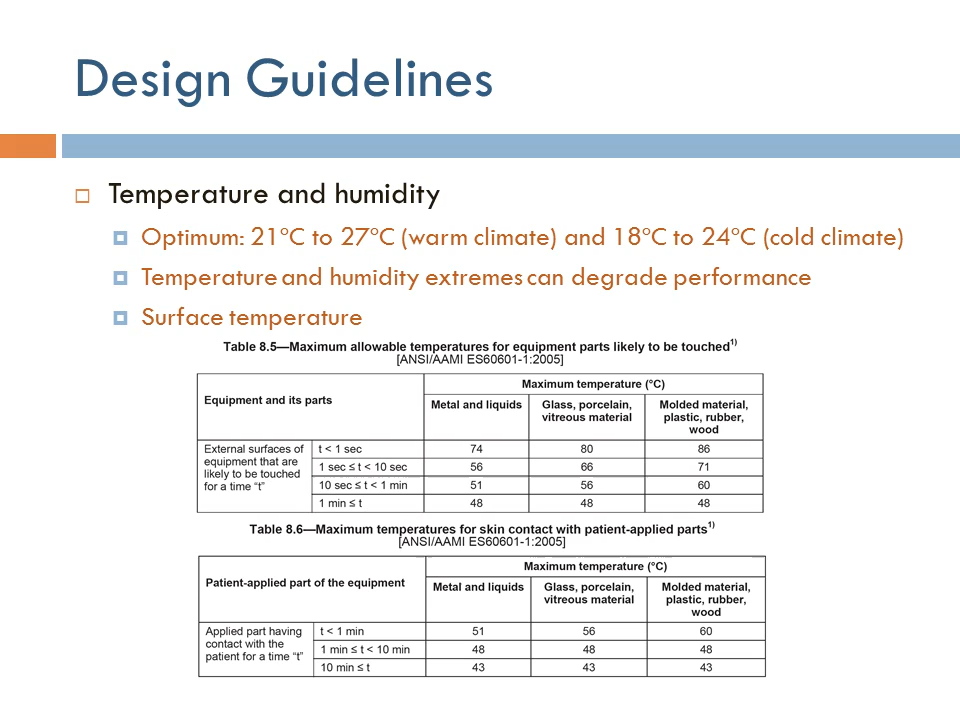 Design Guidelines
Temperature and humidity
Optimum: 21°C to 27°C (warm climate) and 18°C to 24°C (cold climate)
Temperature and humidity extremes can degrade performance
Surface temperature
Table 8.5—Maximum allowable temperatures for equipment parts likely to be touched1)
[ANSI/AAMI ES60601-1:2005]
Equipment and its parts
Maximum temperature (°C)
Metal and liquids
Glass, porcelain,
vitreous material
Molded material,
plastic, rubber,
wood
External surfaces of
equipment that are
likely to be touched
for a time “t”
t < 1 sec 74 80 86
1 sec ≤ t < 10 sec 56 66 71
10 sec ≤ t < 1 min 51 56 60
1 min ≤ t 48 48 48
Table 8.6—Maximum temperatures for skin contact with patient-applied parts1)
[ANSI/AAMI ES60601-1:2005]
Patient-applied part of the equipment
Maximum temperature (°C)
Metal and liquids
Glass, porcelain,
vitreous material
Molded material,
plastic, rubber,
wood
Applied part having
contact with the
patient for a time “t”
t < 1 min 51 56 60
1 min ≤ t < 10 min 48 48 48
10 min ≤ t 43 43 43